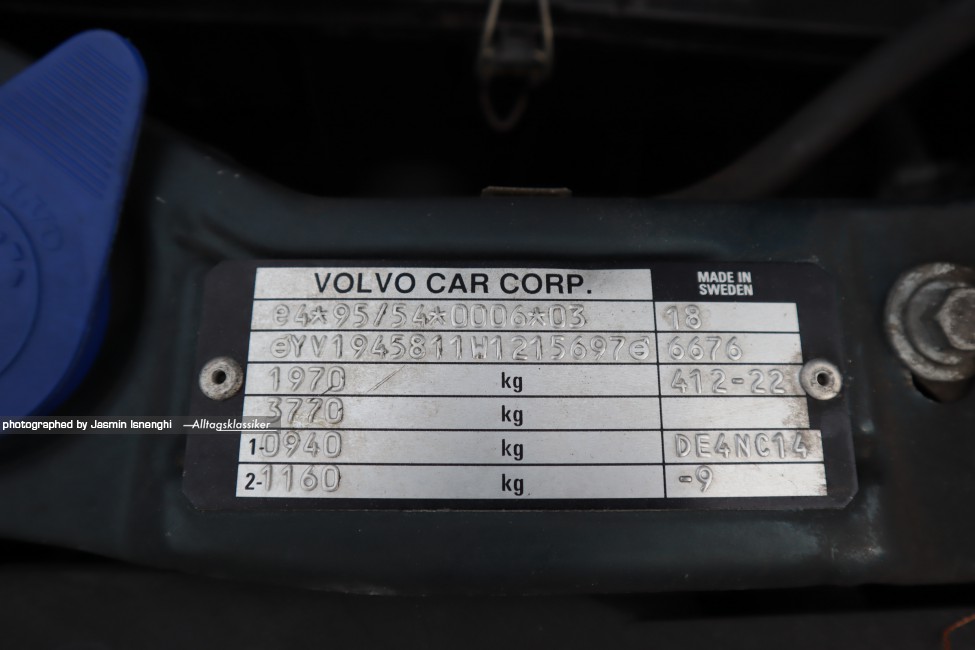 VOLVO CAR CORP. MADE IN SWEDEN
e4*95/54*0006*03 18
YV1945811W1215697 6676
1970 kg 412-22
3770 kg
1-0940 kg DE4NC14
2-1160 kg -9
photographed by Jasmin Isnenghi —Alltagsklassiker